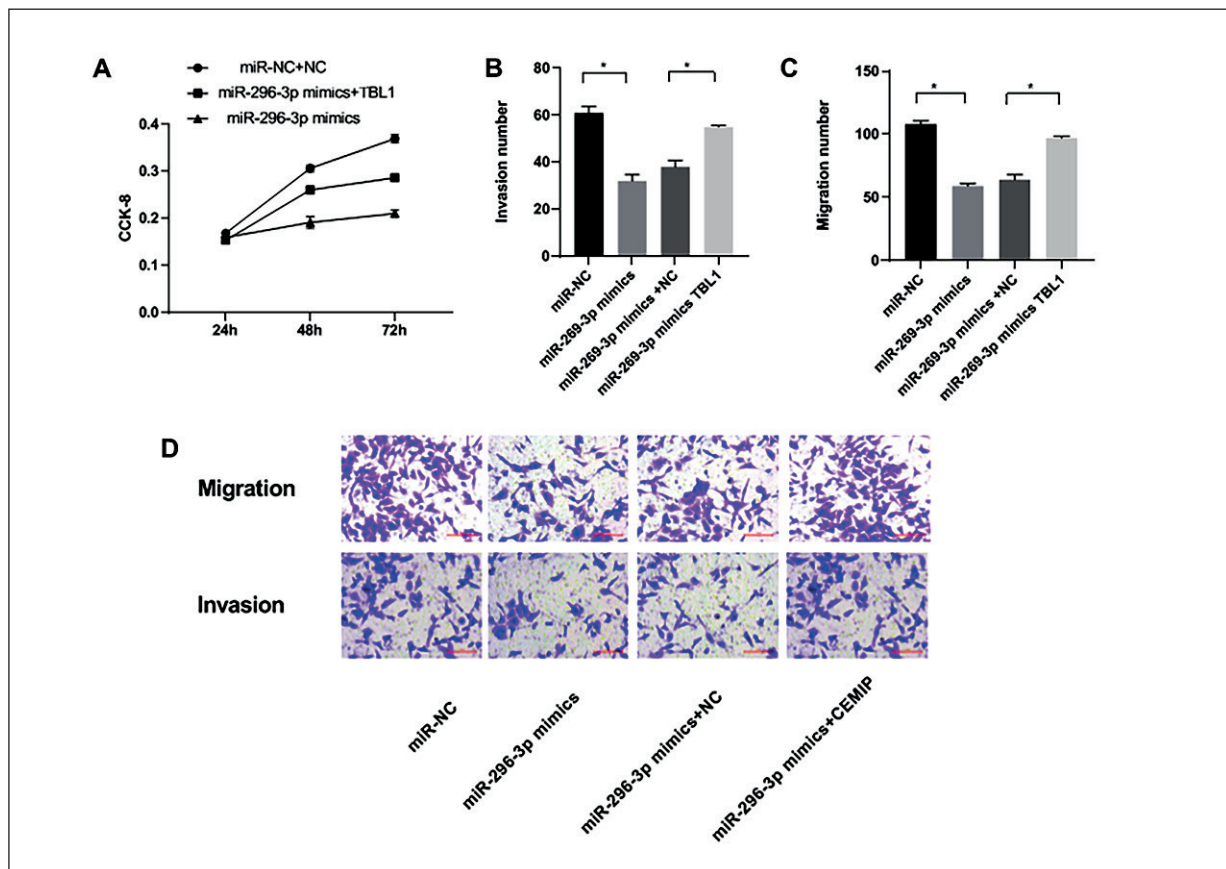 A
miR-NC+NC
miR-296-3p mimics+TBL1
miR-296-3p mimics
CCK-8
0.4
0.3
0.2
0.1
0.0
24h
48h
72h
B
Invasion number
80
60
40
20
0
*
*
miR-NC
miR-269-3p mimics
miR-269-3p mimics +NC
miR-269-3p mimics TBL1
C
Migration number
150
100
50
0
*
*
miR-NC
miR-269-3p mimics
miR-269-3p mimics +NC
miR-269-3p mimics TBL1
D
Migration
Invasion
miR-NC
miR-296-3p mimics
miR-296-3p mimics+NC
miR-296-3p mimics+CEMIP